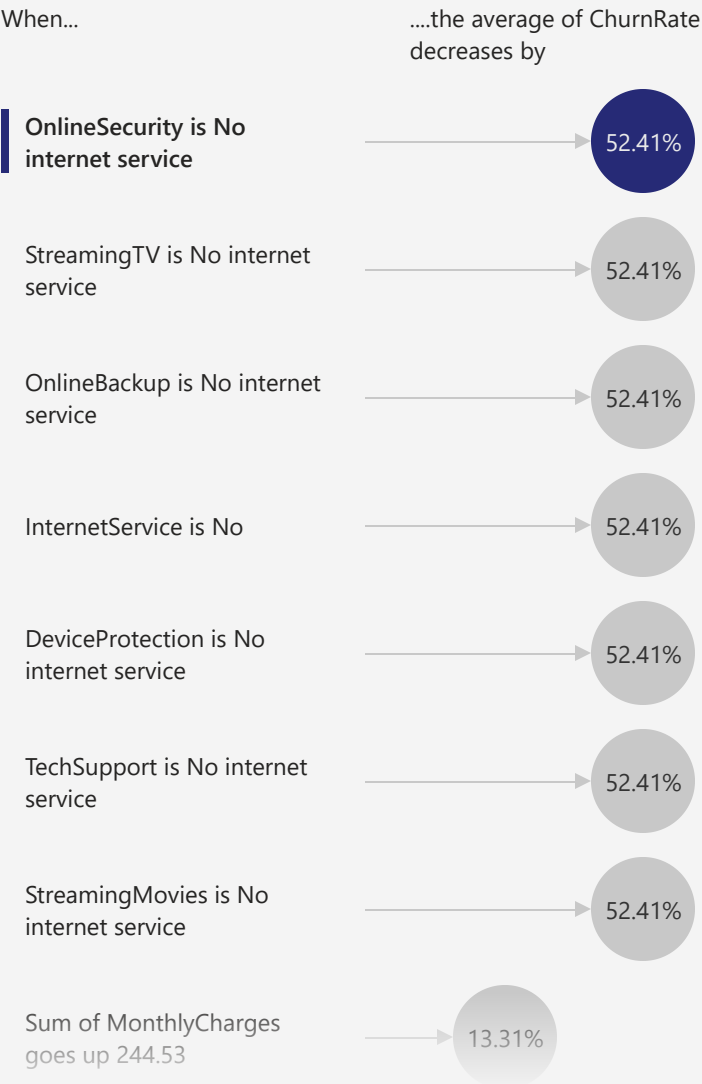 When...
....the average of ChurnRate
decreases by
OnlineSecurity is No
internet service
52.41%
StreamingTV is No internet
service
52.41%
OnlineBackup is No internet
service
52.41%
InternetService is No
52.41%
DeviceProtection is No
internet service
52.41%
TechSupport is No internet
service
52.41%
StreamingMovies is No
internet service
52.41%
Sum of MonthlyCharges
goes up 244.53
13.31%